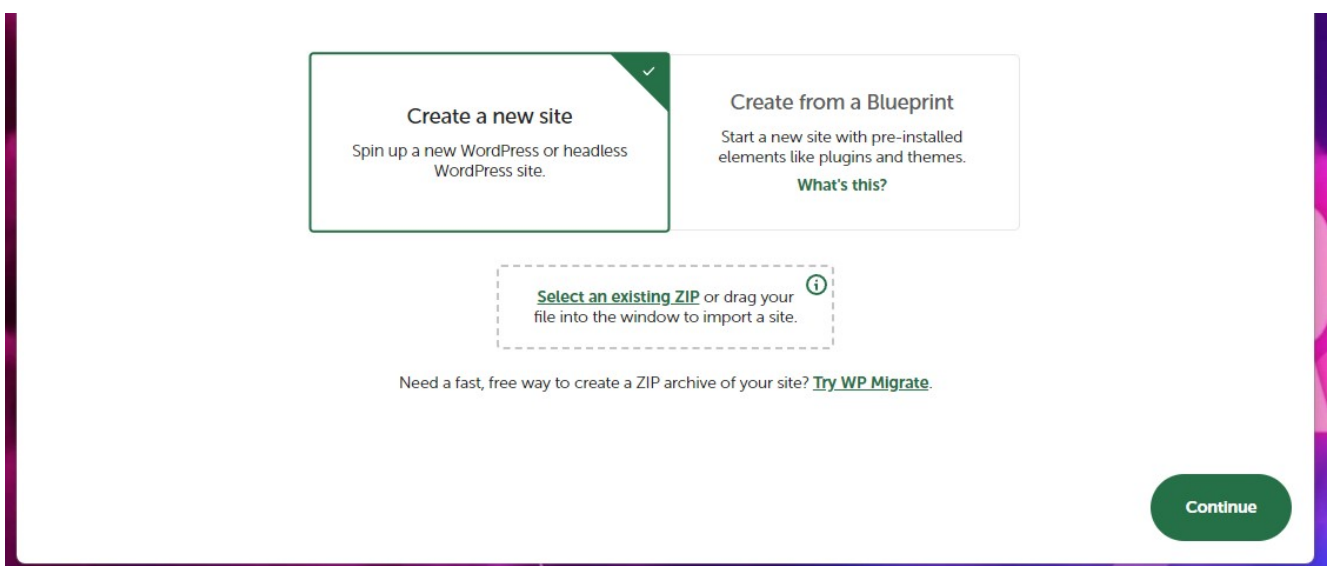 Create a new site
Spin up a new WordPress or headless
WordPress site.
Create from a Blueprint
Start a new site with pre-installed
elements like plugins and themes.
What's this?
Select an existing ZIP or drag your
file into the window to import a site.
Need a fast, free way to create a ZIP archive of your site? Try WP Migrate.
Continue